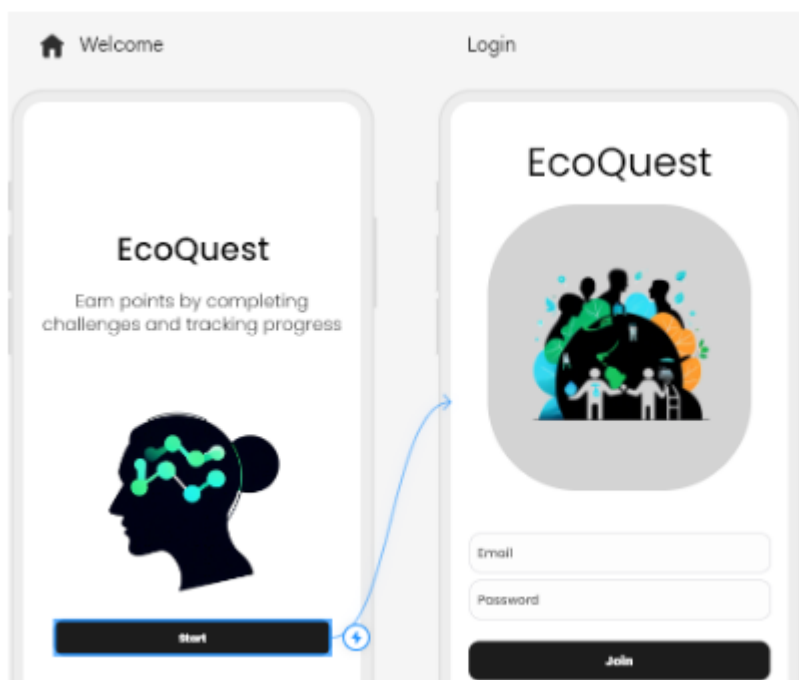 Welcome
EcoQuest
Earn points by completing
challenges and tracking progress
Start
Login
EcoQuest
Email
Password
Join